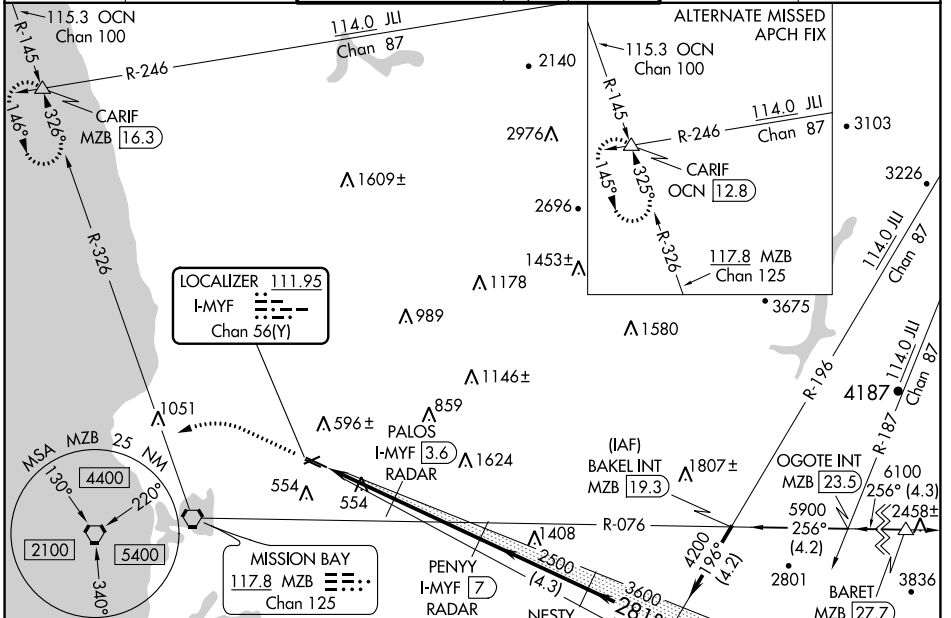 115.3 OCN
Chan 100
R-145
114.0 JLI
Chan 87
R-246
CARIF
MZB 16.3
326°
146°
R-326
2140
2976
1609±
2696
1453±
1178
989
1580
1146±
859
596±
1624
554
554
1051
1408
ALTERNATE MISSED
APCH FIX
115.3 OCN
Chan 100
R-145
114.0 JLI
Chan 87
R-246
CARIF
OCN 12.8
325°
145°
R-326
117.8 MZB
Chan 125
3103
3226
3675
114.0 JLI
Chan 87
R-196
114.0 JLI
Chan 87
R-187
4187
LOCALIZER 111.95
I-MYF
Chan 56(Y)
PALOS
I-MYF 3.6
RADAR
(IAF)
BAKEL INT
MZB 19.3
1807±
OGOTE INT
MZB 23.5
6100
256° (4.3)
2458±
5900
256°
(4.2)
R-076
4200
196°
(4.2)
2801
3836
BARET
MZB 27.7
MSA MZB 25 NM
130°
4400
220°
2100
5400
340°
MISSION BAY
117.8 MZB
Chan 125
PENYY
I-MYF 7
RADAR
2500
(4.3)
3600
281°
NESTY